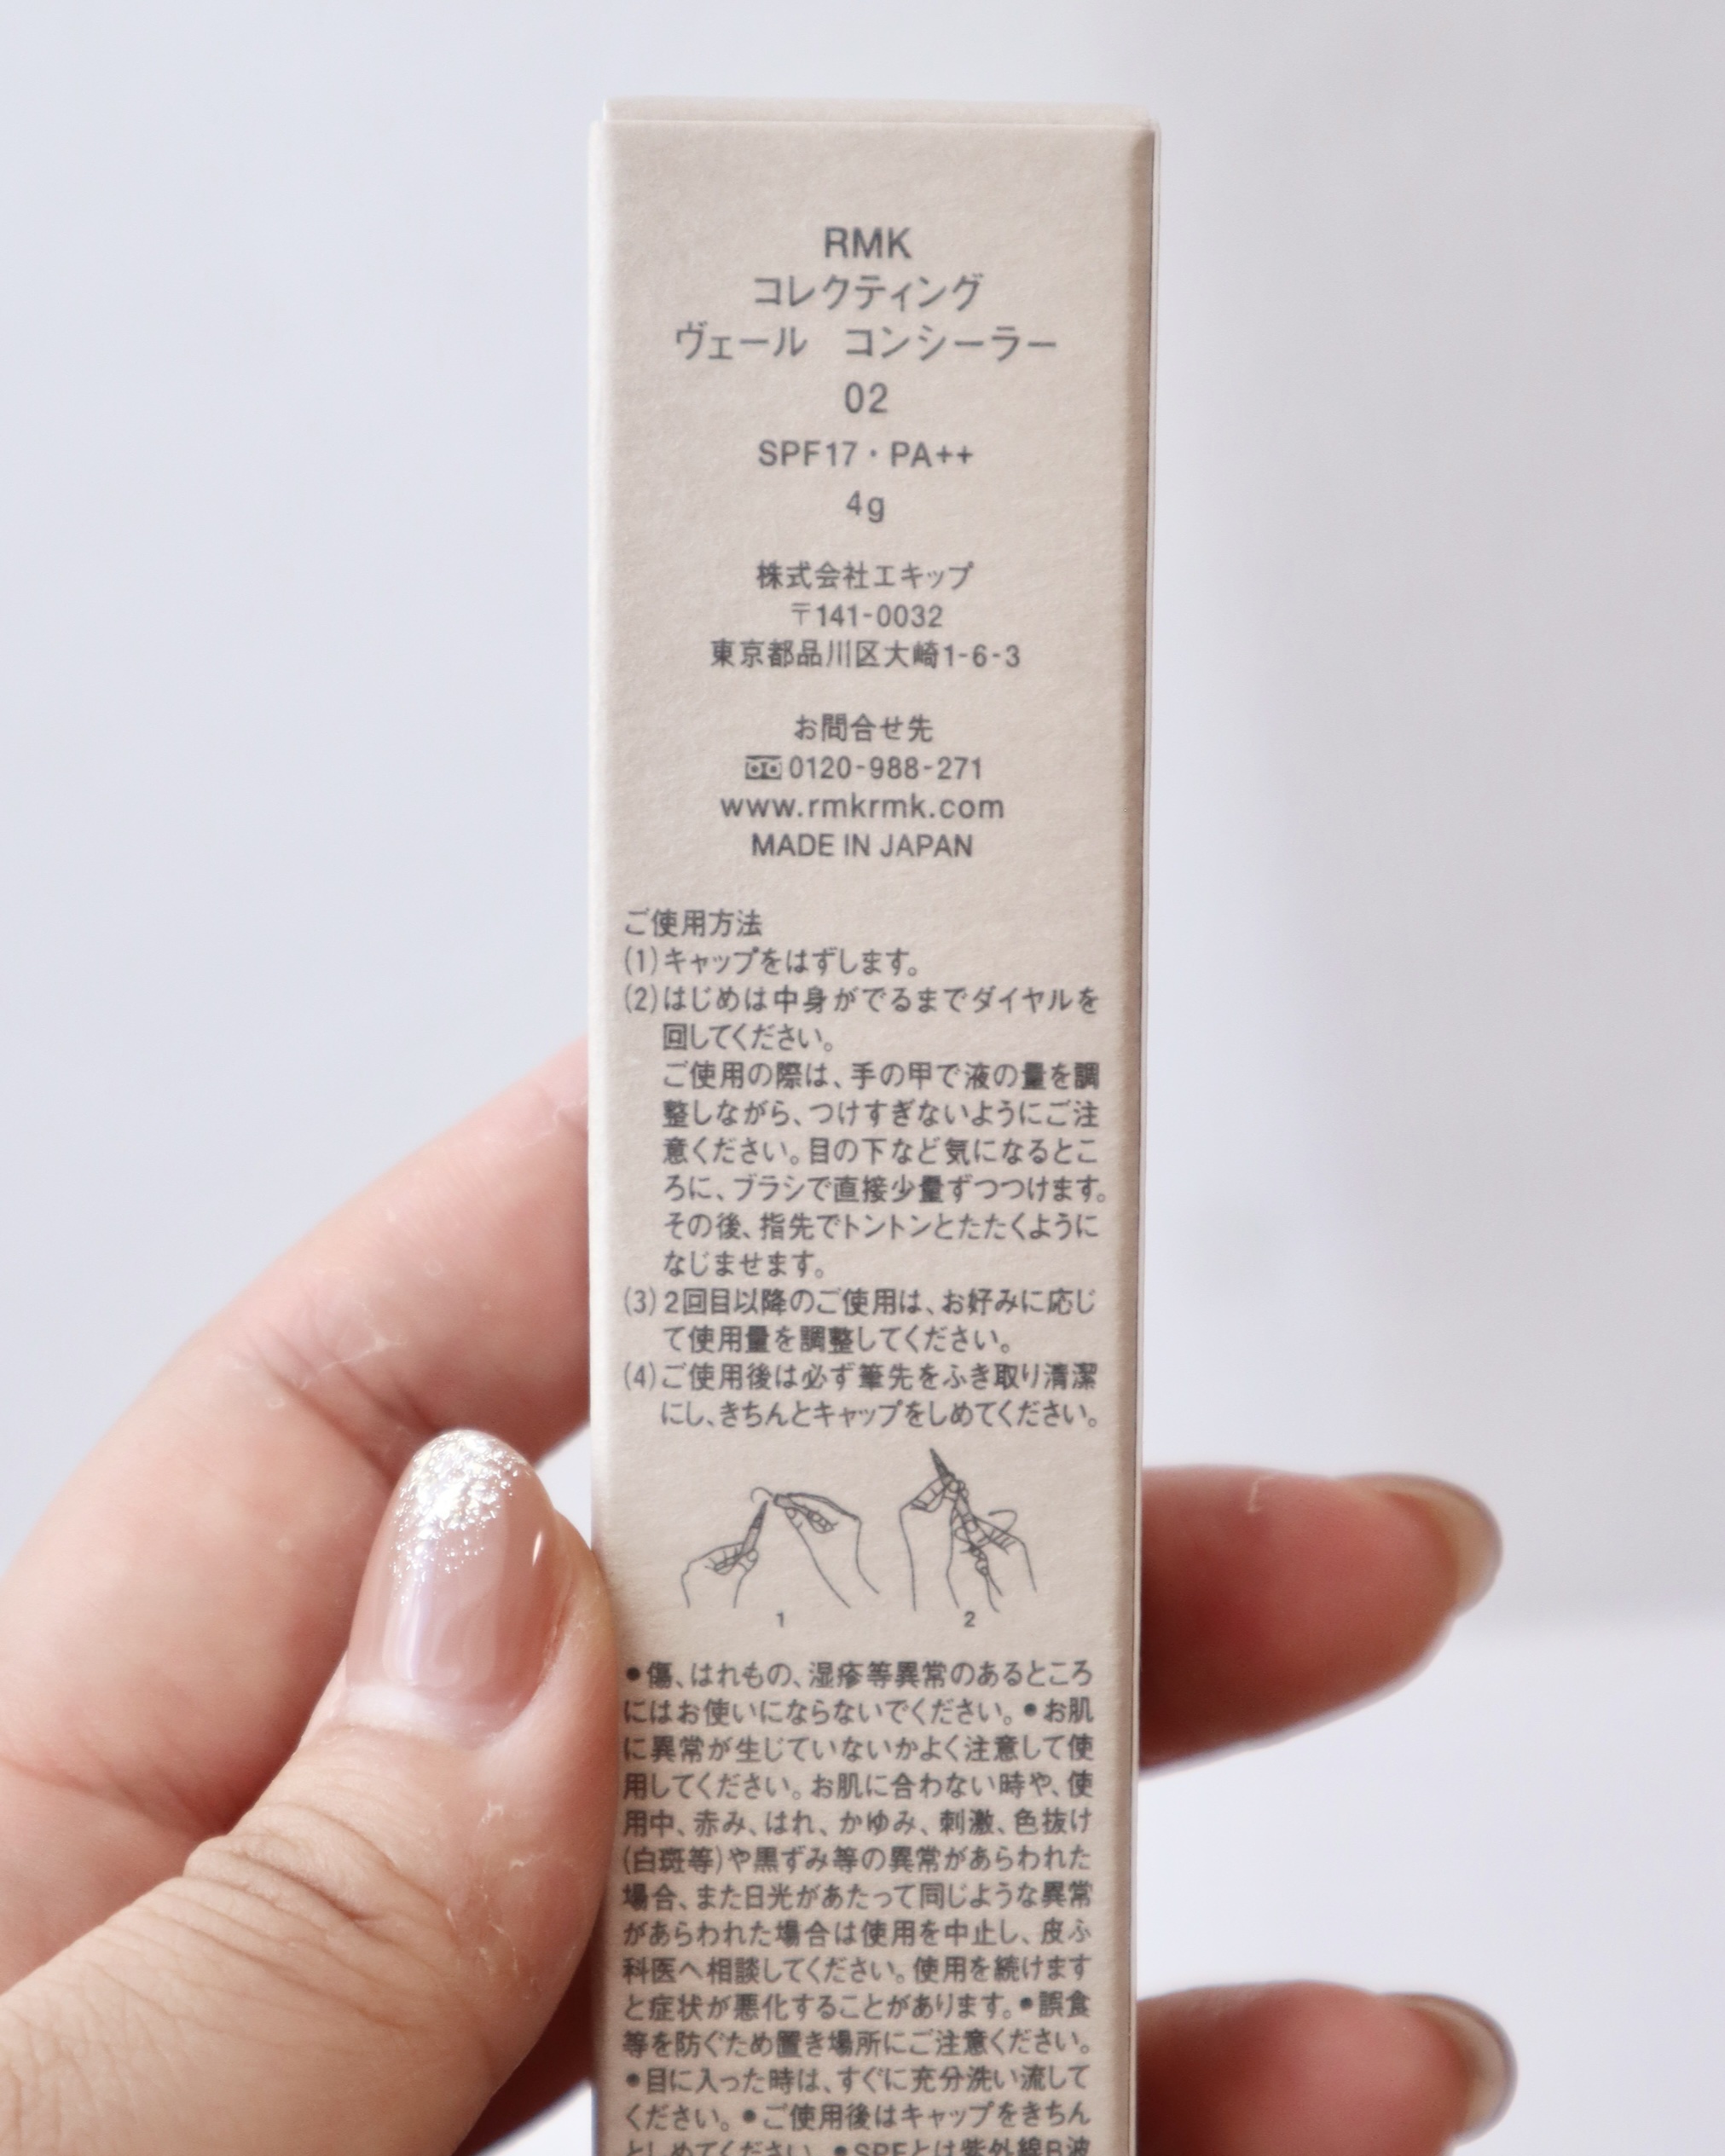 RMK
コレクティング
ヴェール コンシーラー
02
SPF17・PA++
4g
株式会社エキップ
〒141-0032
東京都品川区大崎1-6-3
お問合せ先
0120-988-271
www.rmkrmk.com
MADE IN JAPAN
ご使用方法
(1)キャップをはずします。
(2)はじめは中身がでるまでダイヤルを
回してください。
ご使用の際は、手の甲で液の量を調
整しながら、つけすぎないようにご注
意ください。目の下など気になるとこ
ろに、ブラシで直接少量ずつつけます。
その後、指先でトントンとたたくように
なじませます。
(3)2回目以降のご使用は、お好みに応じ
て使用量を調整してください。
(4)ご使用後は必ず筆先をふき取り清潔
にし、きちんとキャップをしめてください。
1 2
●傷、はれもの、湿疹等異常のあるところ
にはお使いにならないでください。●お肌
に異常が生じていないかよく注意して使
用してください。お肌に合わない時や、使
用中、赤み、はれ、かゆみ、刺激、色抜け
(白斑等)や黒ずみ等の異常があらわれた
場合、また日光があたって同じような異常
があらわれた場合は使用を中止し、皮ふ
科医へ相談してください。使用を続けます
と症状が悪化することがあります。●誤食
等を防ぐため置き場所にご注意ください。
●目に入った時は、すぐに充分洗い流して
ください。●ご使用後はキャップをきちん
としめてください。●SPFとは紫外線B波